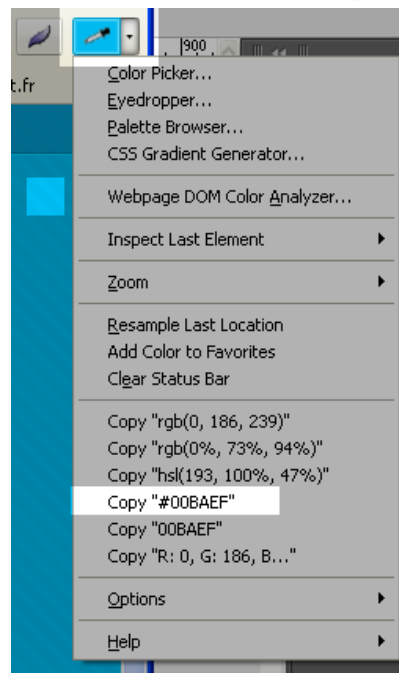 900
t.fr
Color Picker...
Eyedropper...
Palette Browser...
CSS Gradient Generator...
Webpage DOM Color Analyzer...
Inspect Last Element
Zoom
Resample Last Location
Add Color to Favorites
Clear Status Bar
Copy "rgb(0, 186, 239)"
Copy "rgb(0%, 73%, 94%)"
Copy "hsl(193, 100%, 47%)"
Copy "#00BAEF"
Copy "00BAEF"
Copy "R: 0, G: 186, B..."
Options
Help